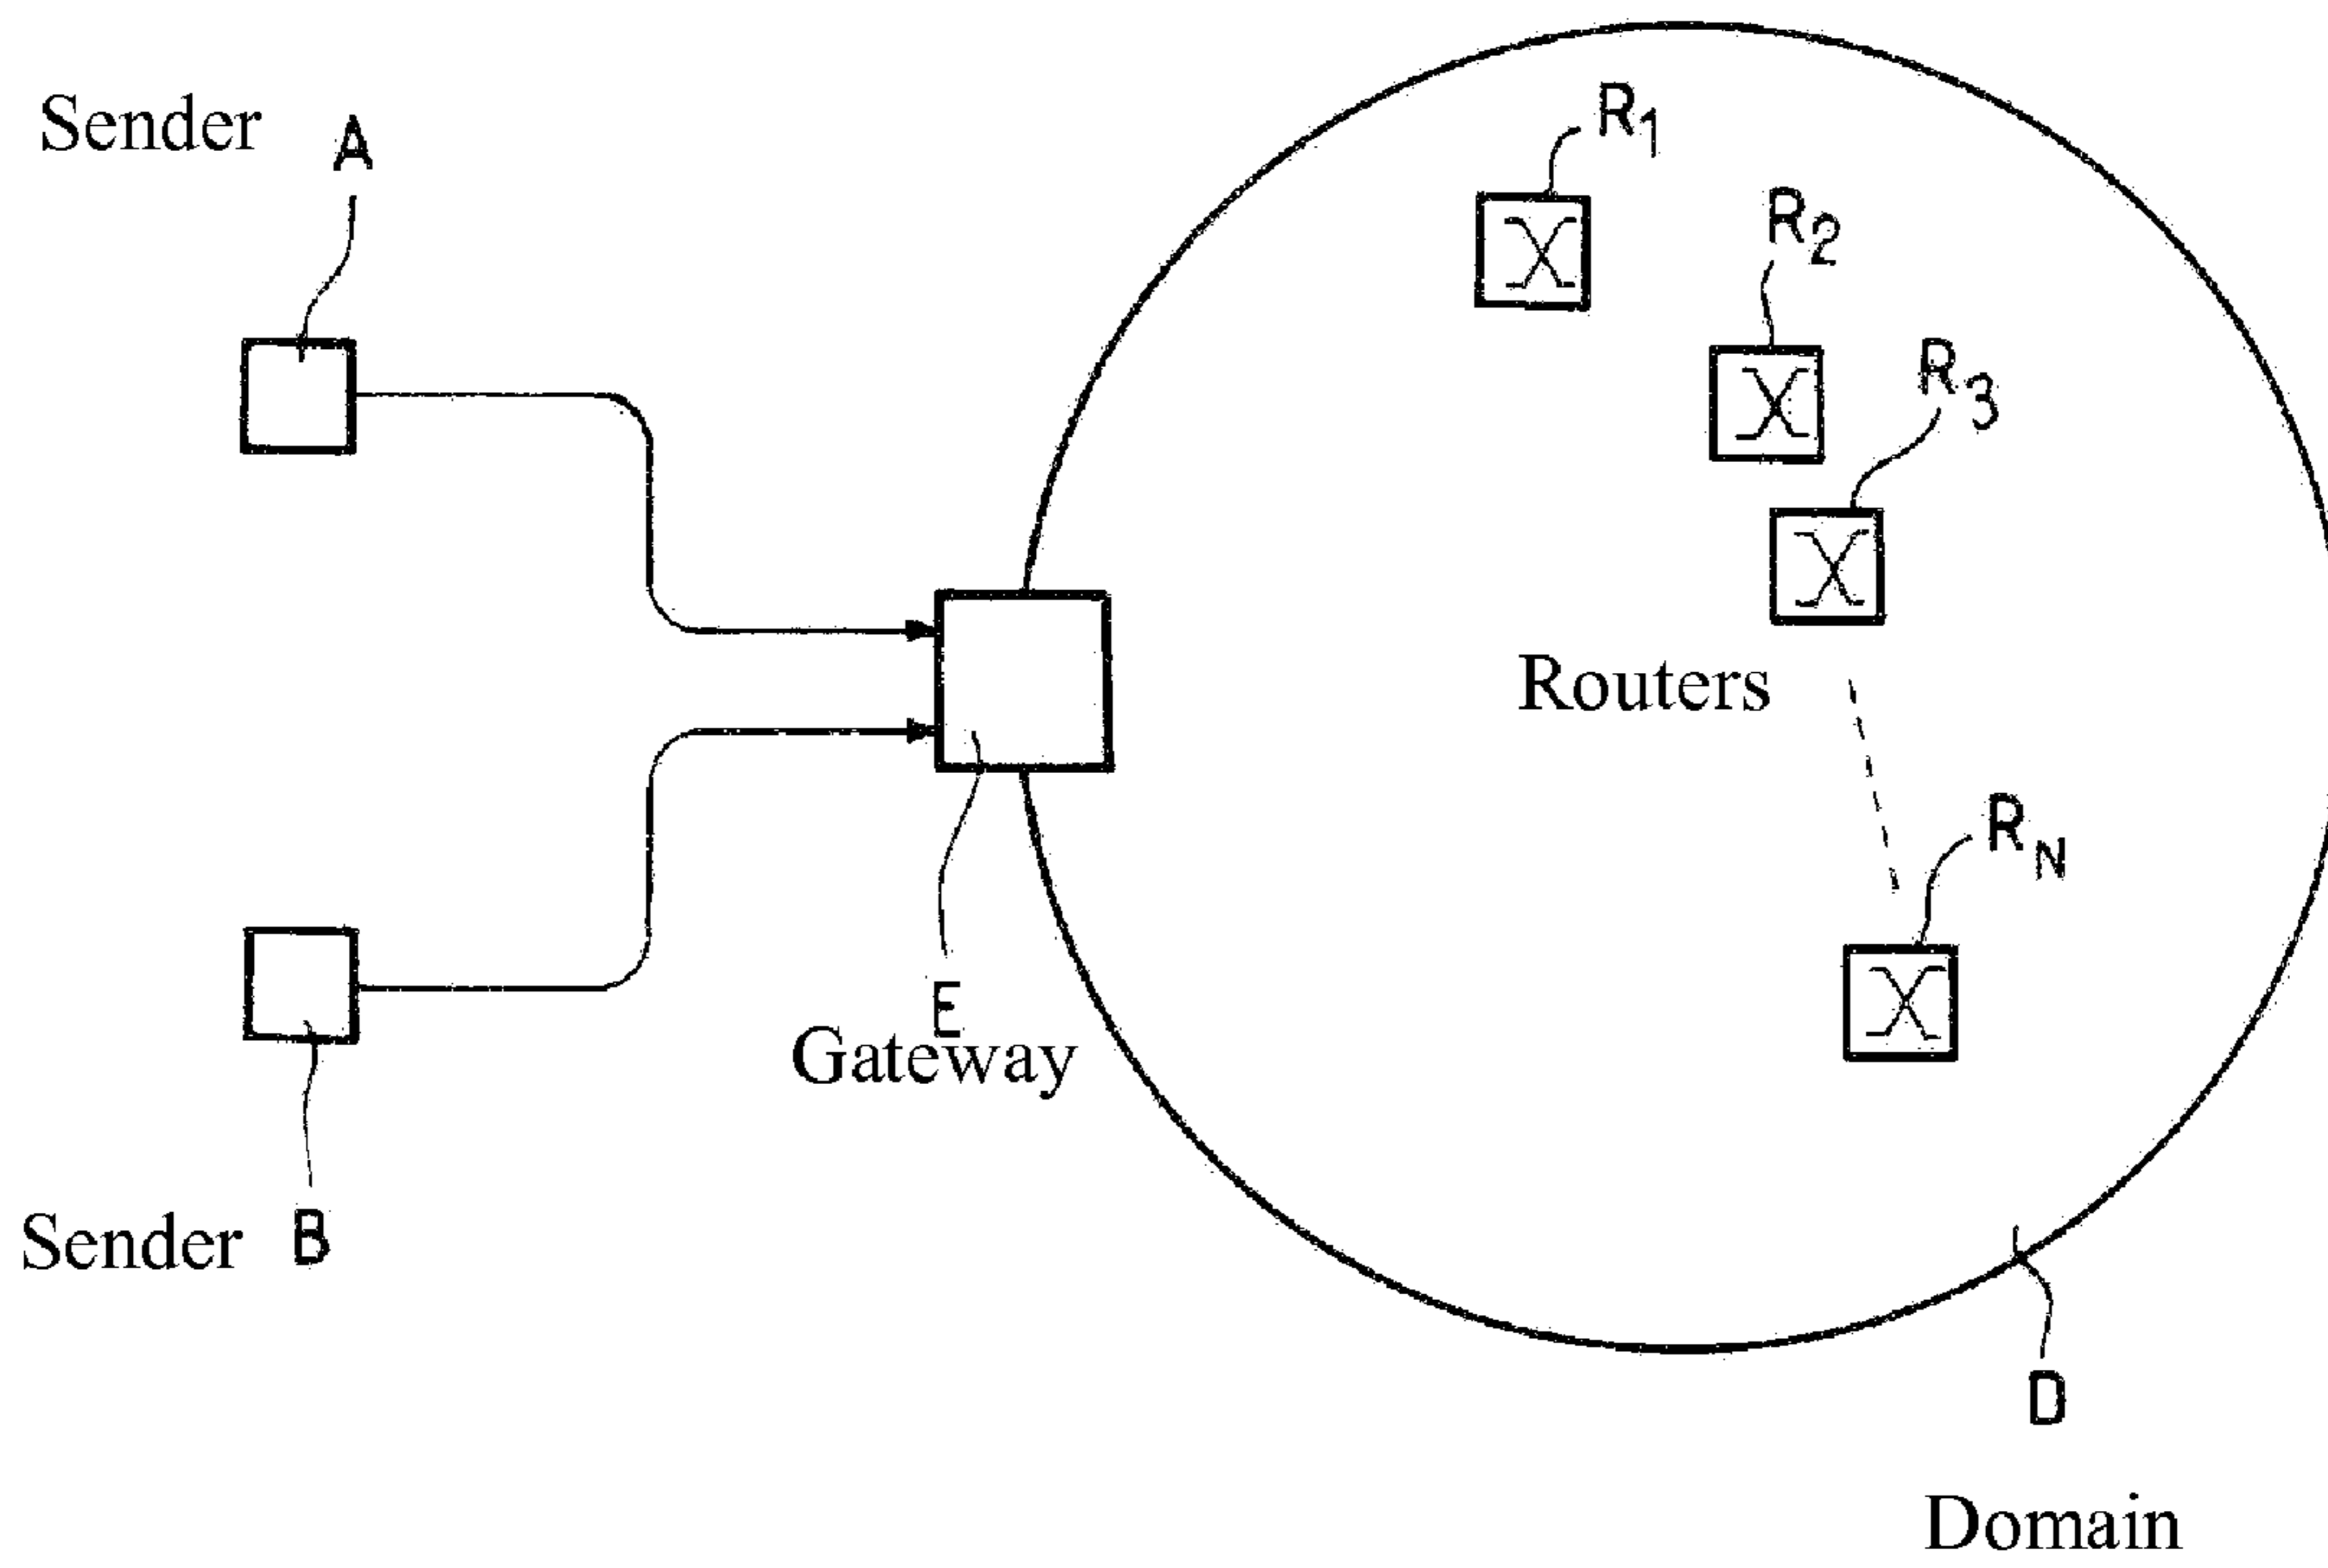 Sender A
R1
R2
R3
Routers
RN
E
Gateway
Sender B
D
Domain